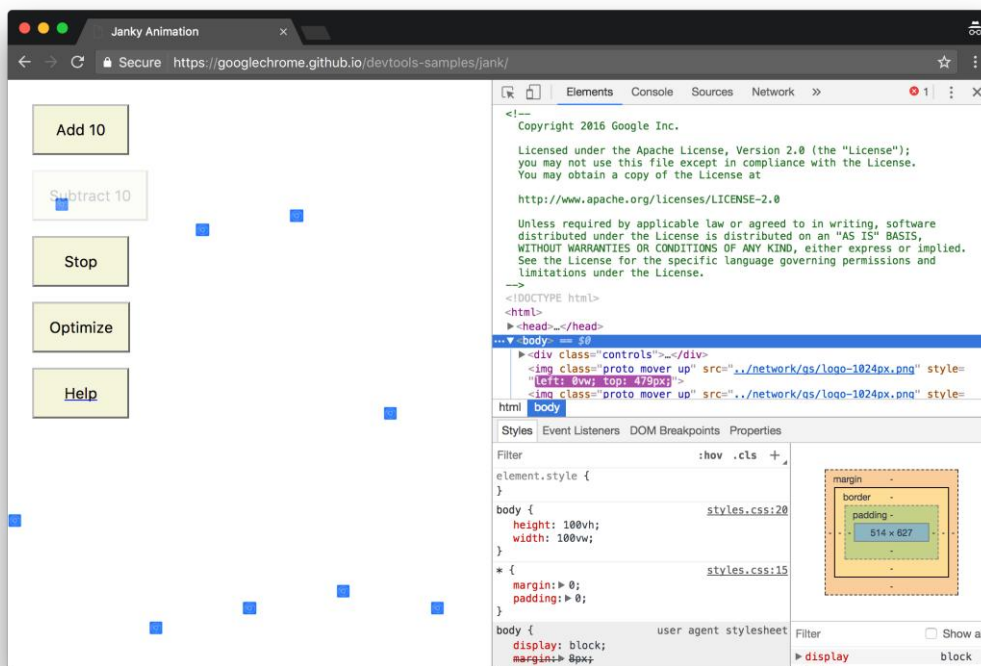 Janky Animation
Secure https://googlechrome.github.io/devtools-samples/jank/
Add 10
Subtract 10
Stop
Optimize
Help
Elements Console Sources Network » 1
<!--
Copyright 2016 Google Inc.
Licensed under the Apache License, Version 2.0 (the "License");
you may not use this file except in compliance with the License.
You may obtain a copy of the License at
http://www.apache.org/licenses/LICENSE-2.0
Unless required by applicable law or agreed to in writing, software
distributed under the License is distributed on an "AS IS" BASIS,
WITHOUT WARRANTIES OR CONDITIONS OF ANY KIND, either express or implied.
See the License for the specific language governing permissions and
limitations under the License.
-->
<!DOCTYPE html>
<html>
<head>…</head>
<body> == $0
<div class="controls">…</div>
<img class="proto mover up" src="../network/gs/logo-1024px.png" style=
"left: 0vw; top: 479px;">
<img class="proto mover up" src="../network/gs/logo-1024px.png" style=
html body
Styles Event Listeners DOM Breakpoints Properties
Filter :hov .cls +
element.style {
}
body { styles.css:20
height: 100vh;
width: 100vw;
}
* { styles.css:15
margin: 0;
padding: 0;
}
body { user agent stylesheet
display: block;
margin: 8px;
margin -
border -
padding -
- - - 514 × 627 - - -
-
-
-
Filter Show a
display block